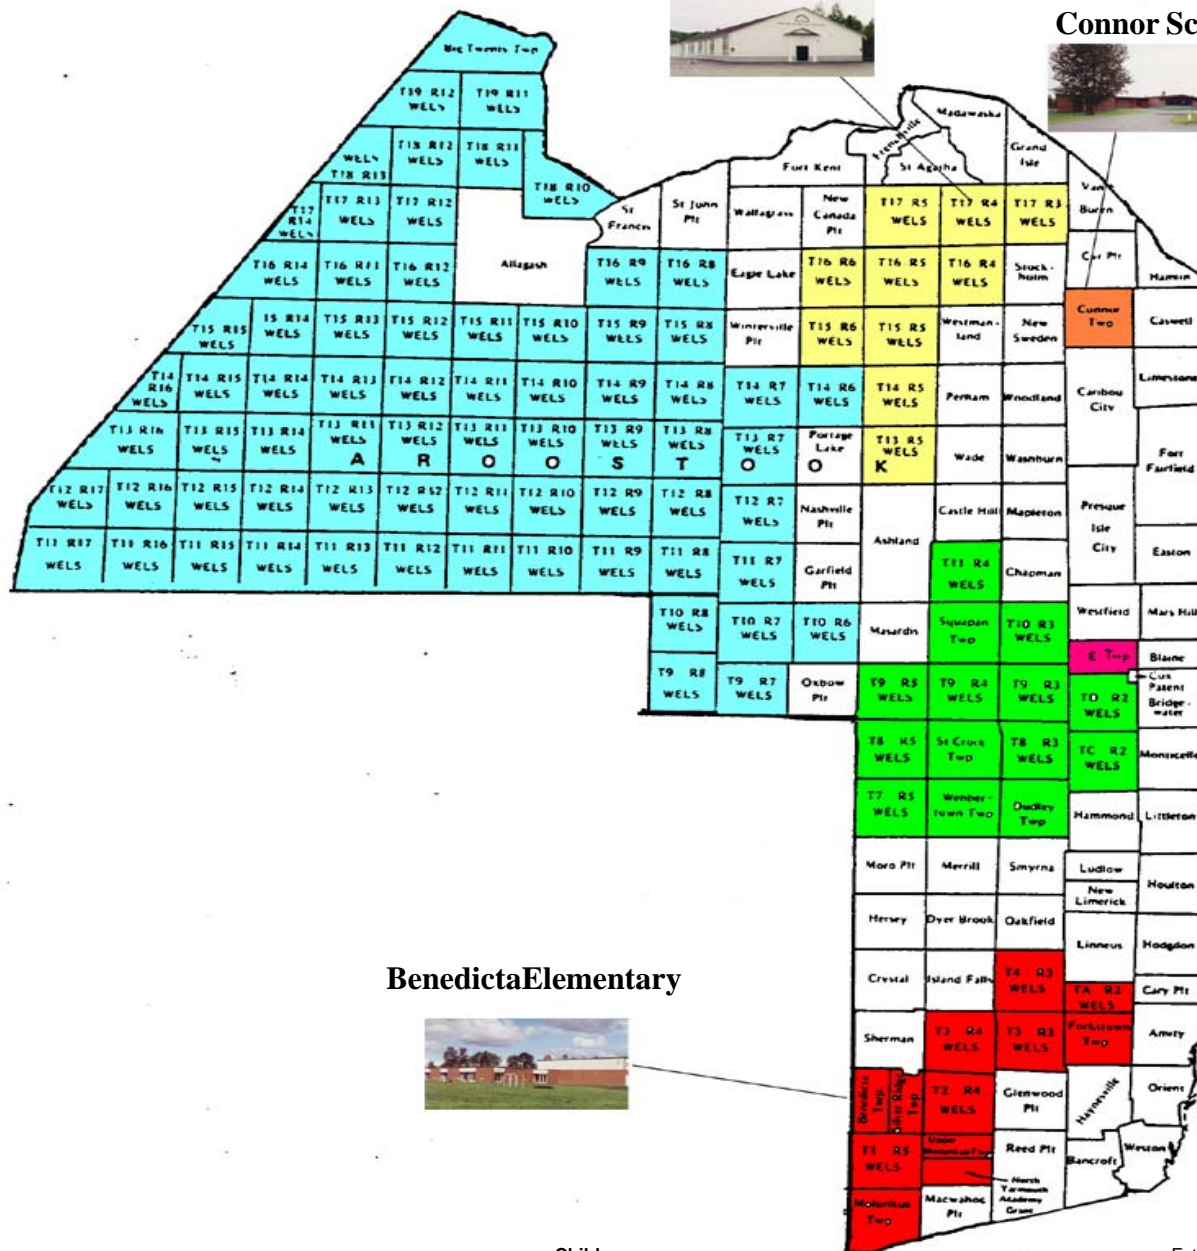 Connor Sc
Big Twenty Twp
T19 R12 WELS
T19 R11 WELS
WELS T18 R13
T18 R12 WELS
T18 R11 WELS
T18 R10 WELS
Fort Kent
Frenchville
Madawaska
St Agatha
Grand Isle
Van Buren
T17 R14 WELS
T17 R13 WELS
T17 R12 WELS
Allagash
St Francis
St John Plt
Wallagrass
New Canada Plt
T17 R5 WELS
T17 R4 WELS
T17 R3 WELS
T16 R14 WELS
T16 R13 WELS
T16 R12 WELS
T16 R9 WELS
T16 R8 WELS
Eagle Lake
T16 R6 WELS
T16 R5 WELS
T16 R4 WELS
Stock-holm
Cyr Plt
Hamlin
T15 R15 WELS
15 R14 WELS
T15 R13 WELS
T15 R12 WELS
T15 R11 WELS
T15 R10 WELS
T15 R9 WELS
T15 R8 WELS
Winterville Plt
T15 R6 WELS
T15 R5 WELS
Westman-land
New Sweden
Connor Twp
Caswell
T14 R16 WELS
T14 R15 WELS
T14 R14 WELS
T14 R13 WELS
T14 R12 WELS
T14 R11 WELS
T14 R10 WELS
T14 R9 WELS
T14 R8 WELS
T14 R7 WELS
T14 R6 WELS
T14 R5 WELS
Perham
Woodland
Caribou City
Limestone
T13 R16 WELS
T13 R15 WELS
T13 R14 WELS
T13 R13 WELS
T13 R12 WELS
T13 R11 WELS
T13 R10 WELS
T13 R9 WELS
T13 R8 WELS
T13 R7 WELS
Portage Lake
T13 R5 WELS
Wade
Washburn
Fort Fairfield
A R O O S T O O K
T12 R17 WELS
T12 R16 WELS
T12 R15 WELS
T12 R14 WELS
T12 R13 WELS
T12 R12 WELS
T12 R11 WELS
T12 R10 WELS
T12 R9 WELS
T12 R8 WELS
T12 R7 WELS
Nashville Plt
Ashland
Castle Hill
Mapleton
Presque Isle City
T11 R17 WELS
T11 R16 WELS
T11 R15 WELS
T11 R14 WELS
T11 R13 WELS
T11 R12 WELS
T11 R11 WELS
T11 R10 WELS
T11 R9 WELS
T11 R8 WELS
T11 R7 WELS
Garfield Plt
T11 R4 WELS
Chapman
Easton
T10 R8 WELS
T10 R7 WELS
T10 R6 WELS
Masardis
Squapan Twp
T10 R3 WELS
Westfield
Mars Hill
E Twp
Blaine
T9 R8 WELS
T9 R7 WELS
Oxbow Plt
T9 R5 WELS
T9 R4 WELS
T9 R3 WELS
TD R2 WELS
Cox Patent
Bridge-water
T8 R5 WELS
St Croix Twp
T8 R3 WELS
TC R2 WELS
Monticello
T7 R5 WELS
Webber-town Twp
Dudley Twp
Hammond
Littleton
Moro Plt
Merrill
Smyrna
Ludlow
New Limerick
Houlton
Hersey
Dyer Brook
Oakfield
Linneus
Hodgdon
BenedictaElementary
Crystal
Island Falls
T4 R3 WELS
TA R2 WELS
Cary Plt
Sherman
T3 R4 WELS
T3 R3 WELS
Forkstown Twp
Amity
Benedicta Twp
Silver Ridge Twp
T2 R4 WELS
Glenwood Plt
Haynesville
Orient
T1 R5 WELS
Upper Molunkus Twp
Reed Plt
Bancroft
Weston
North Yarmouth Academy Grant
Molunkus Twp
Macwahoc Plt